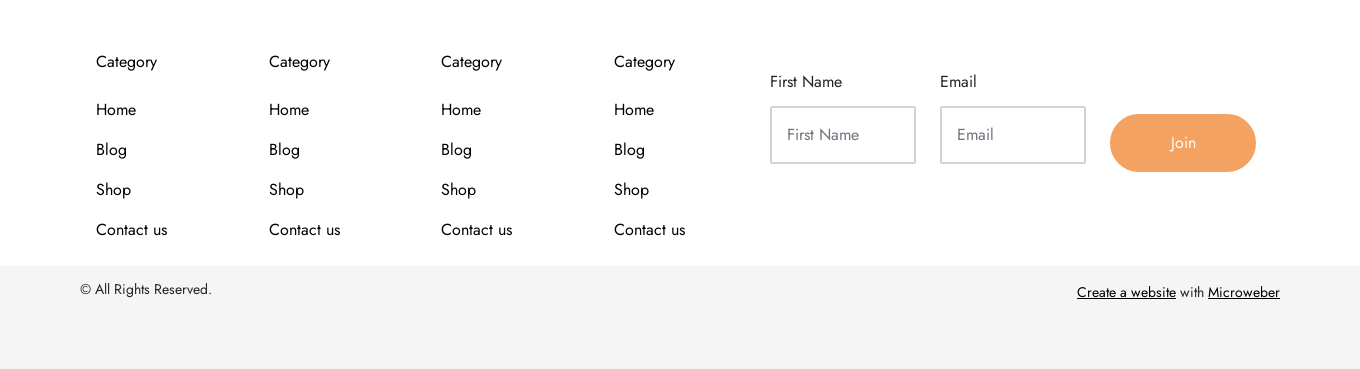 Category
Home
Blog
Shop
Contact us
Category
Home
Blog
Shop
Contact us
Category
Home
Blog
Shop
Contact us
Category
Home
Blog
Shop
Contact us
First Name
First Name
Email
Email
Join
© All Rights Reserved.
Create a website with Microweber